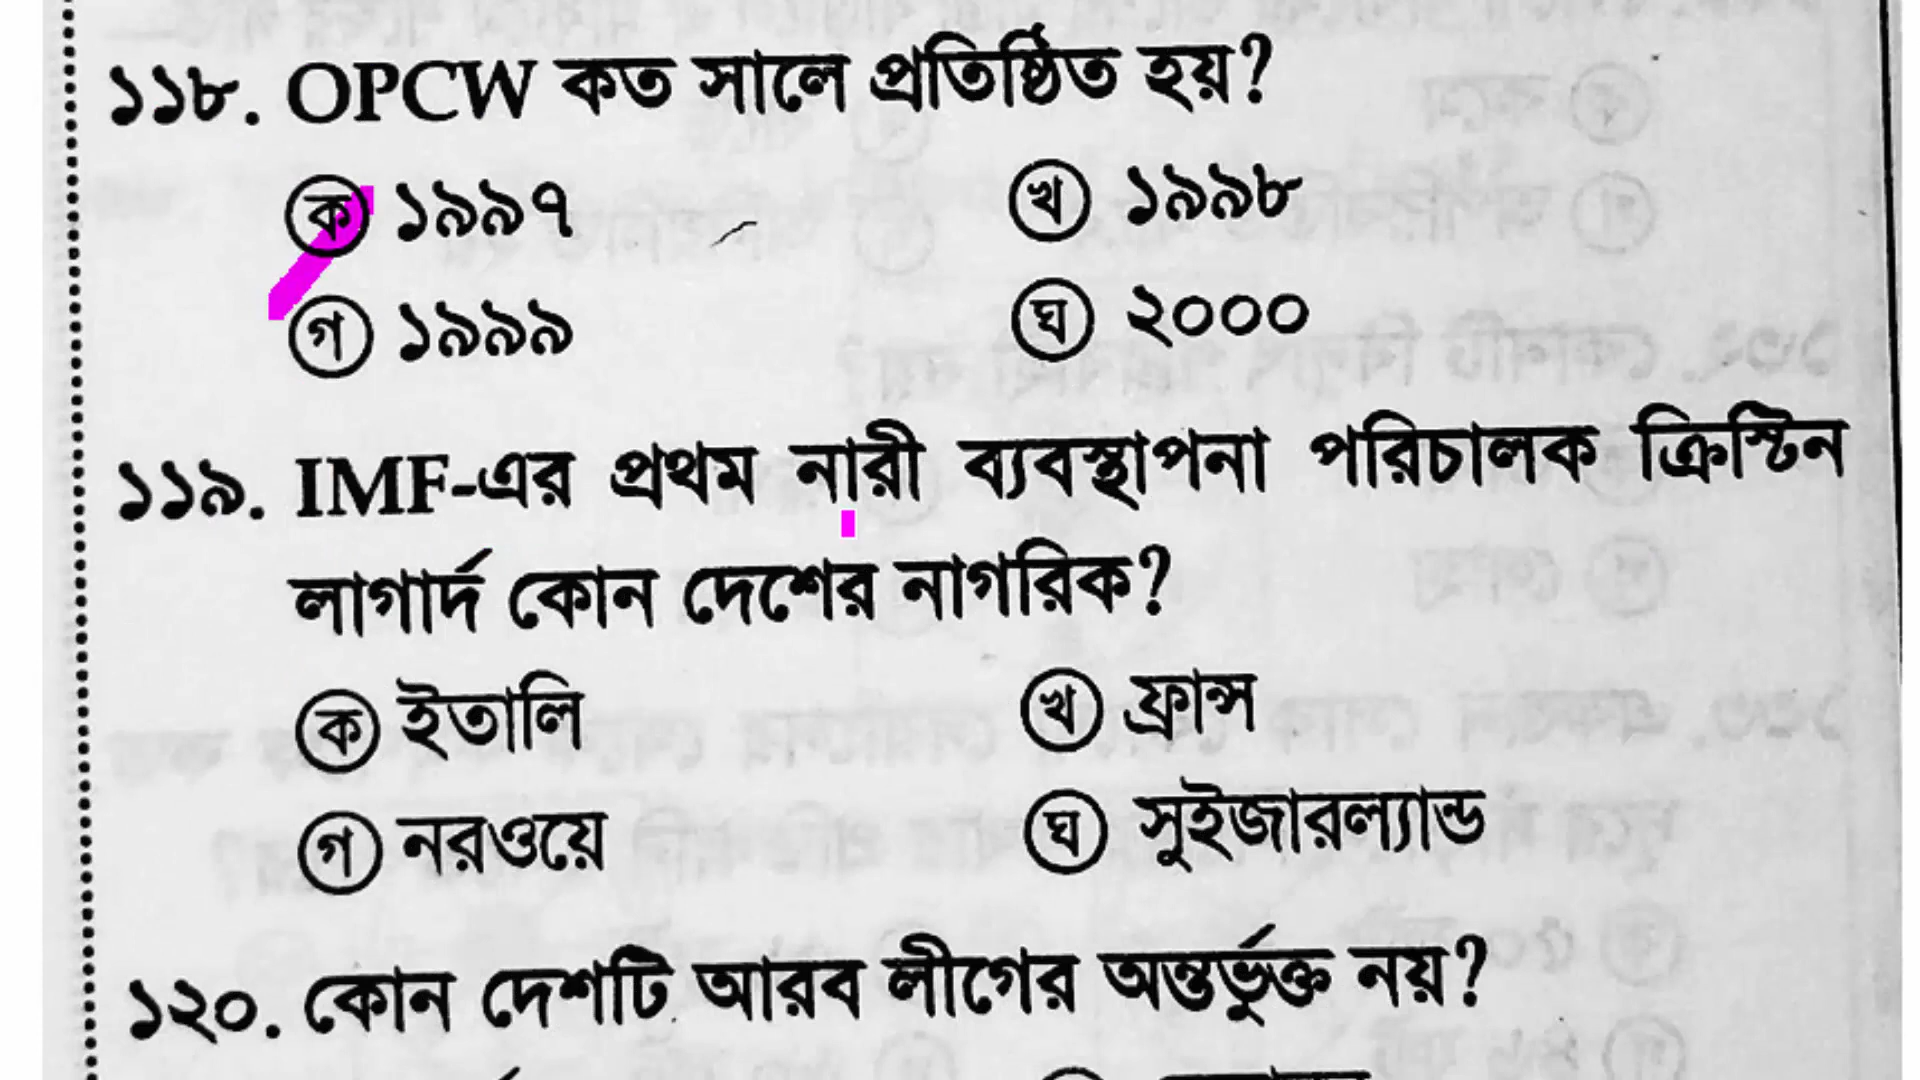 ১১৮. OPCW কত সালে প্রতিষ্ঠিত হয়?
ক ১৯৯৭ খ ১৯৯৮
গ ১৯৯৯ ঘ ২০০০
১১৯. IMF-এর প্রথম নারী ব্যবস্থাপনা পরিচালক ক্রিস্টিন
লাগার্দ কোন দেশের নাগরিক?
ক ইতালি খ ফ্রান্স
গ নরওয়ে ঘ সুইজারল্যান্ড
১২০. কোন দেশটি আরব লীগের অন্তর্ভুক্ত নয়?